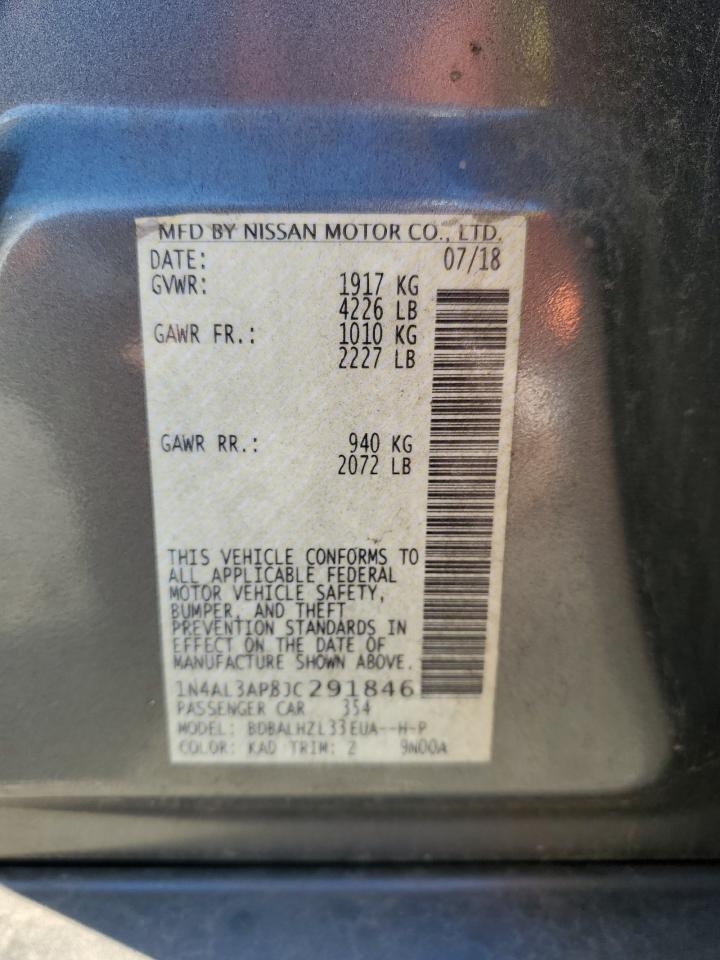 MFD BY NISSAN MOTOR CO., LTD.
DATE: 07/18
GVWR: 1917 KG
4226 LB
GAWR FR.: 1010 KG
2227 LB
GAWR RR.: 940 KG
2072 LB
THIS VEHICLE CONFORMS TO
ALL APPLICABLE FEDERAL
MOTOR VEHICLE SAFETY,
BUMPER, AND THEFT
PREVENTION STANDARDS IN
EFFECT ON THE DATE OF
MANUFACTURE SHOWN ABOVE.
1N4AL3AP8JC291846
PASSENGER CAR 354
MODEL: BDBALHZL33EUA--H-P
COLOR: KAD TRIM: Z 9N00A